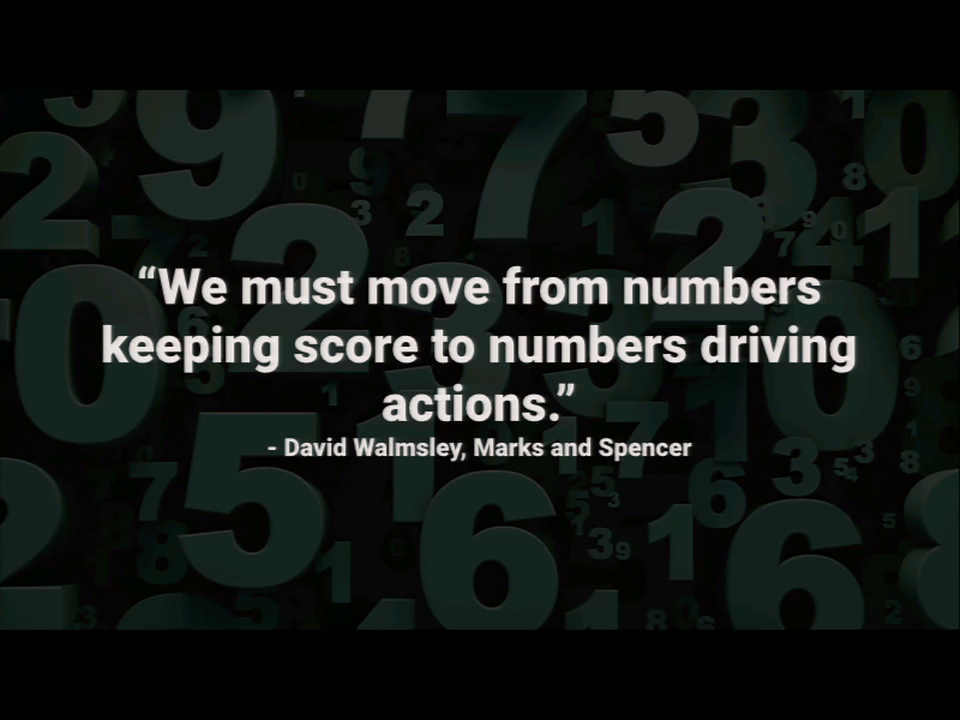 “We must move from numbers
keeping score to numbers driving
actions.”
- David Walmsley, Marks and Spencer